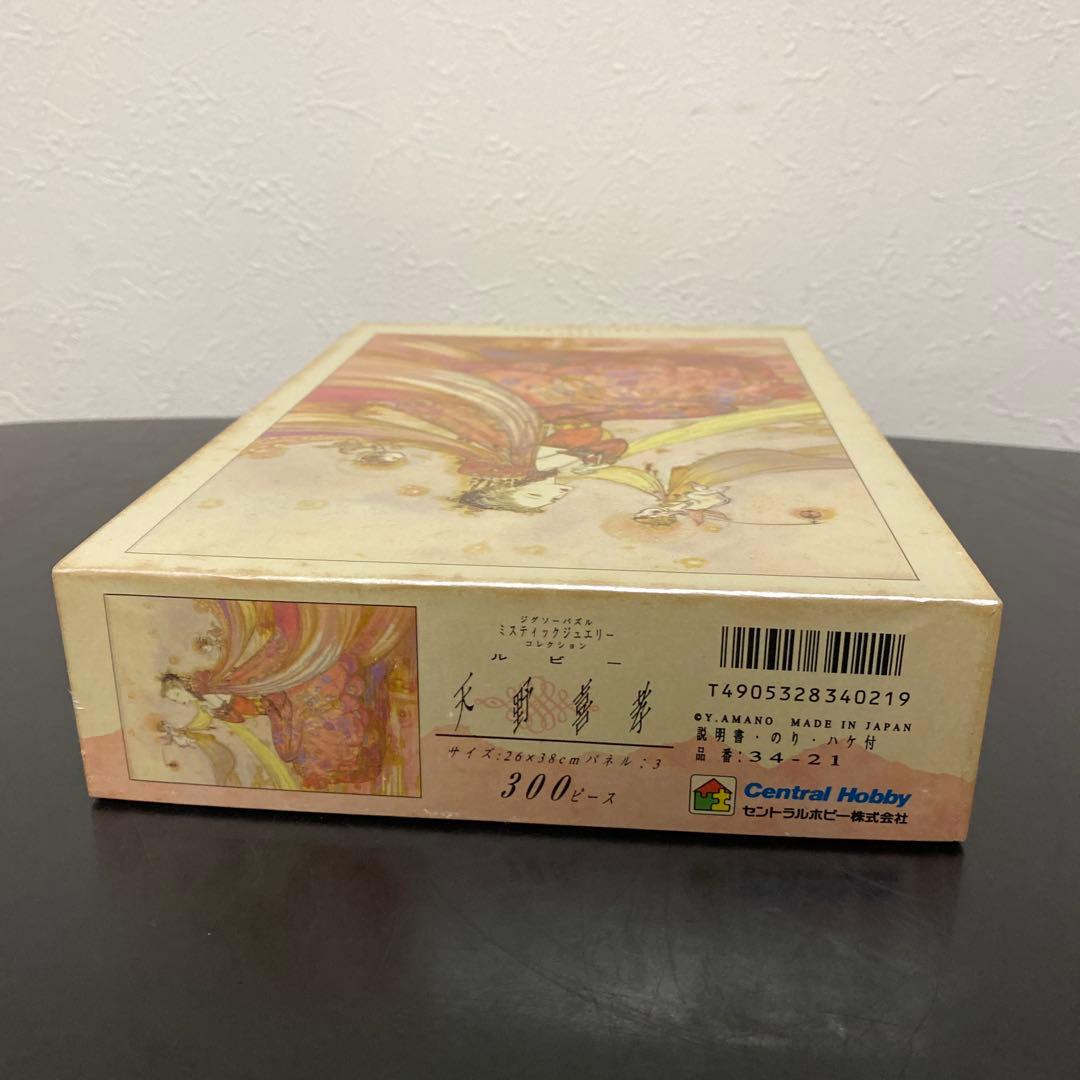 ジグソーパズル
ミスティックジュエリー
コレクション
ルビー
天野喜孝
サイズ:26×38cm パネル:3
300ピース
T4905328340219
©Y.AMANO MADE IN JAPAN
説明書・のり・ハケ付
品番:34-21
Central Hobby
セントラルホビー株式会社